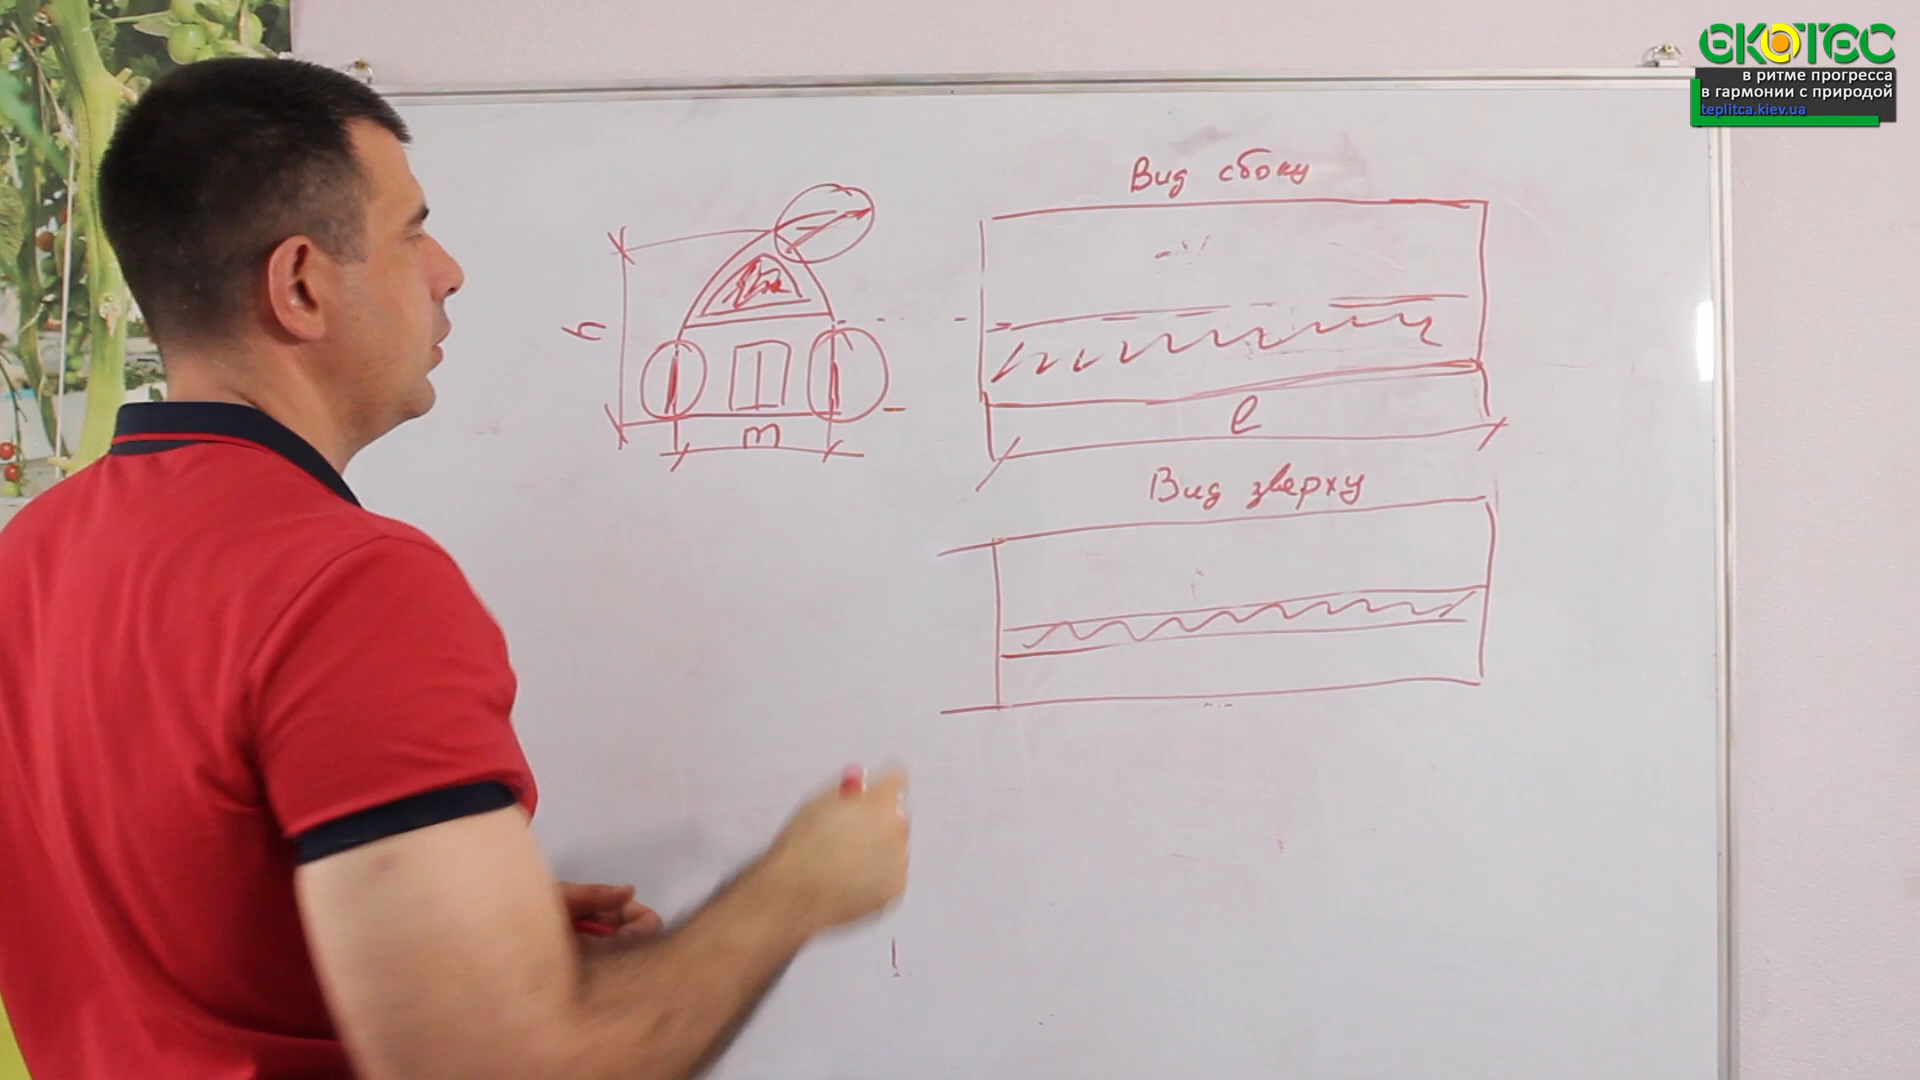 ЕКОТЕС
в ритме прогресса
в гармонии с природой
teplitca.kiev.ua
Вид сбоку
h
m
l
Вид зверху